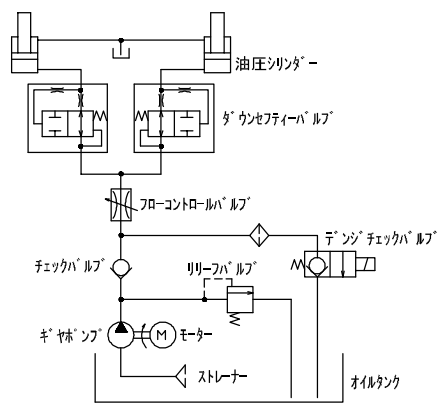 油圧シリンダー
ダウンセフティーバルブ
フローコントロールバルブ
デンジチェックバルブ
チェックバルブ
リリーフバルブ
ギヤポンプ
M
モーター
ストレーナー
オイルタンク